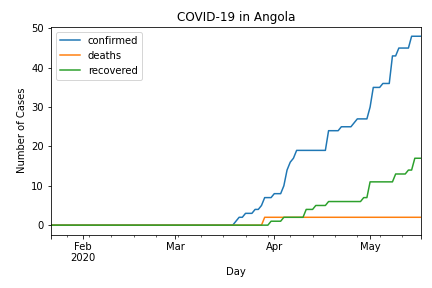 COVID-19 in Angola
confirmed
deaths
recovered
Number of Cases
50
40
30
20
10
0
Feb
2020
Mar
Apr
May
Day